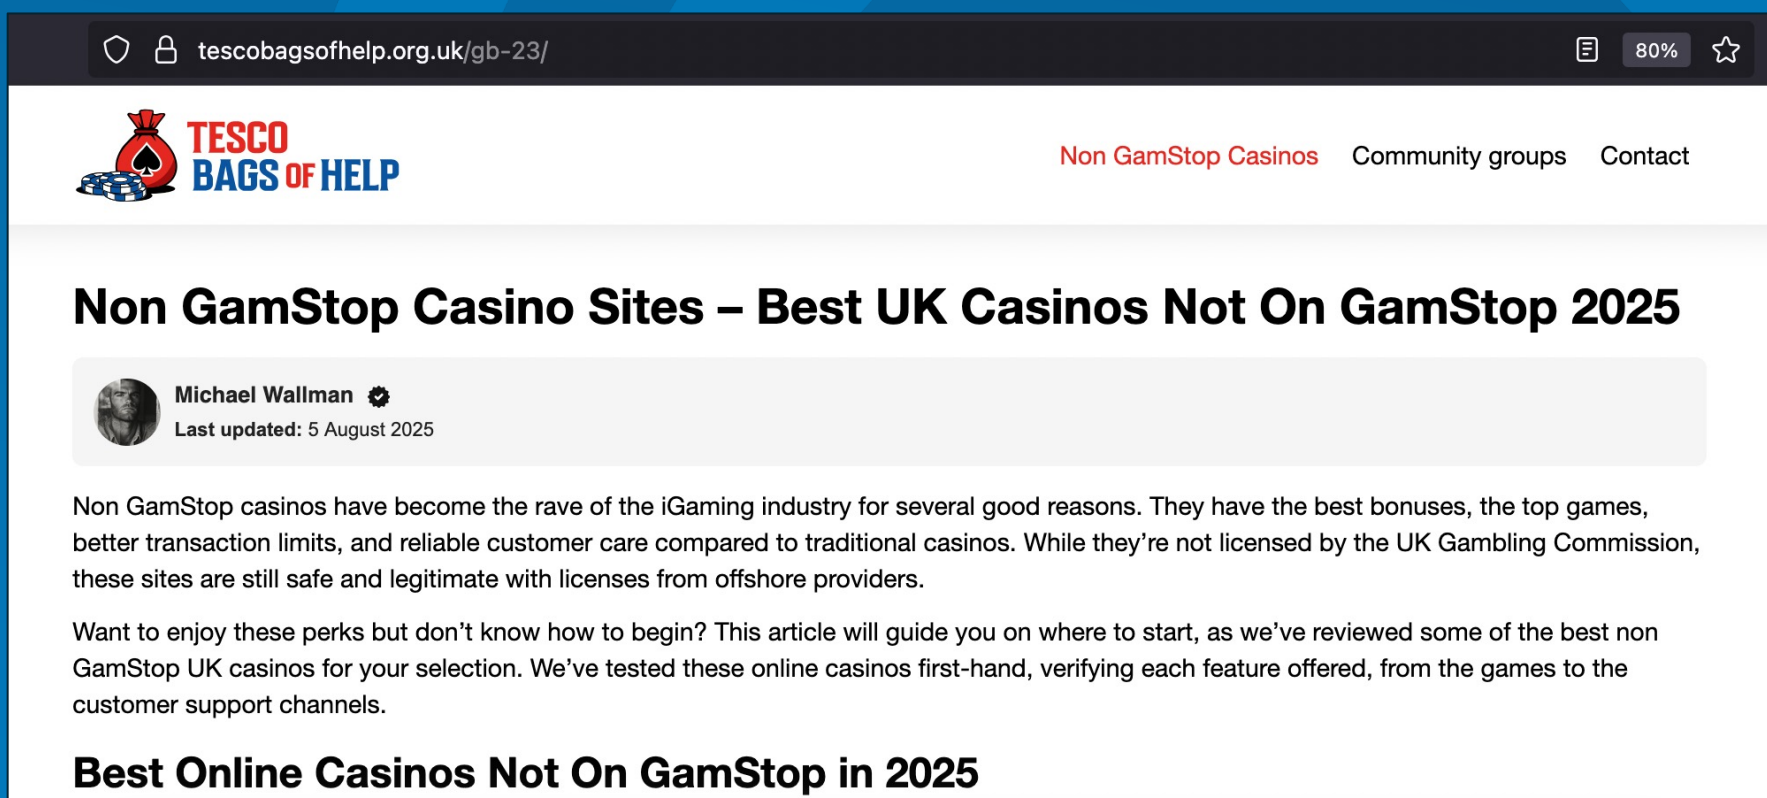 tescobagsofhelp.org.uk/gb-23/
80%
TESCO
BAGS OF HELP
Non GamStop Casinos
Community groups
Contact
Non GamStop Casino Sites – Best UK Casinos Not On GamStop 2025
Michael Wallman
Last updated: 5 August 2025
Non GamStop casinos have become the rave of the iGaming industry for several good reasons. They have the best bonuses, the top games,
better transaction limits, and reliable customer care compared to traditional casinos. While they’re not licensed by the UK Gambling Commission,
these sites are still safe and legitimate with licenses from offshore providers.
Want to enjoy these perks but don’t know how to begin? This article will guide you on where to start, as we’ve reviewed some of the best non
GamStop UK casinos for your selection. We’ve tested these online casinos first-hand, verifying each feature offered, from the games to the
customer support channels.
Best Online Casinos Not On GamStop in 2025